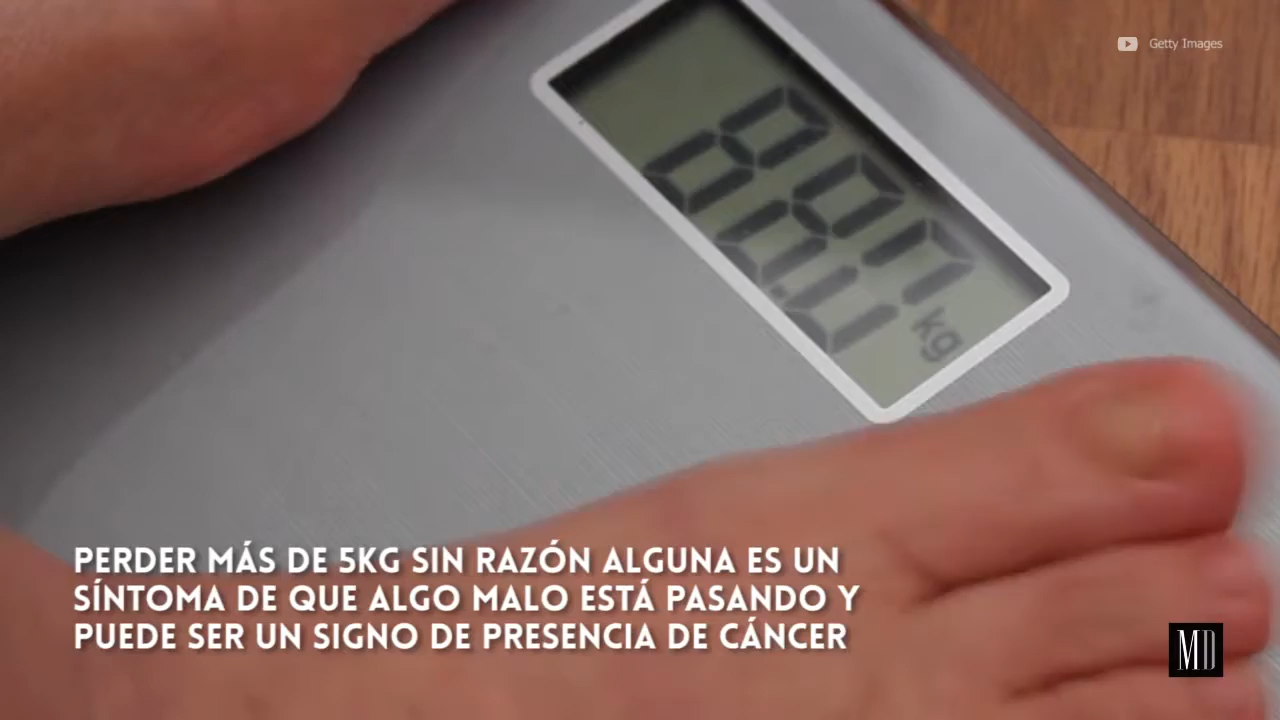 Getty Images
kg
PERDER MÁS DE 5KG SIN RAZÓN ALGUNA ES UN
SÍNTOMA DE QUE ALGO MALO ESTÁ PASANDO Y
PUEDE SER UN SIGNO DE PRESENCIA DE CÁNCER
MD